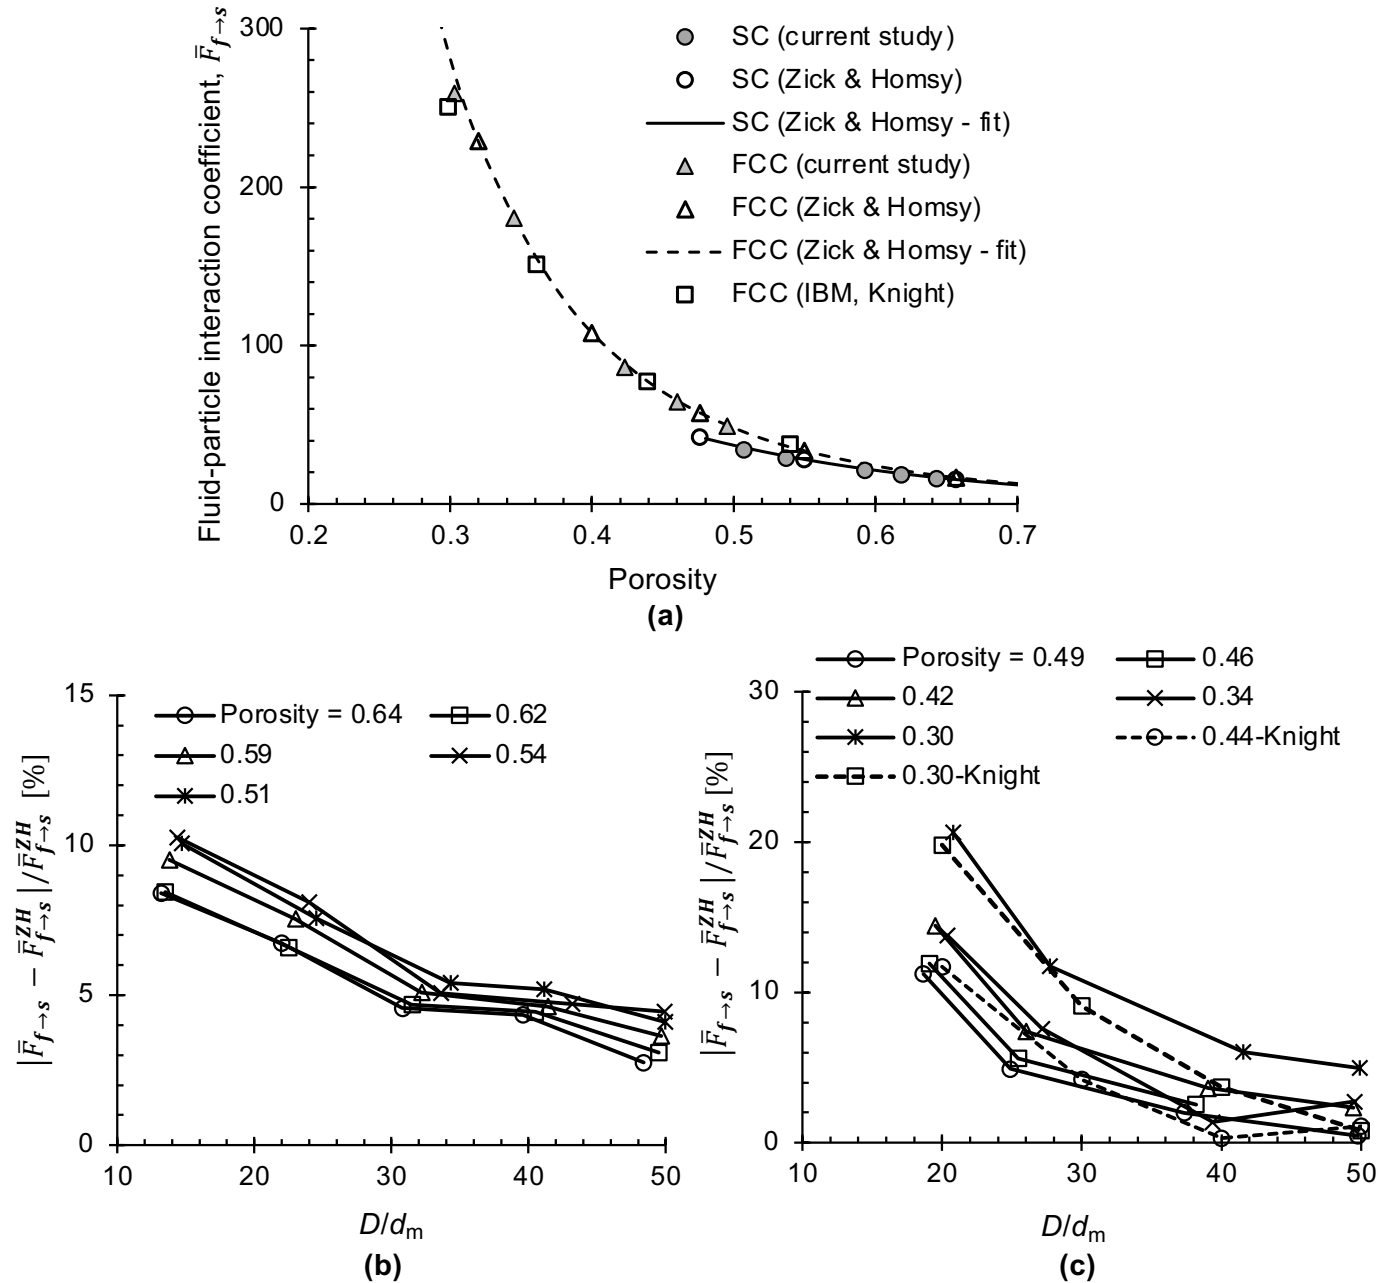 Fluid-particle interaction coefficient, F̿f→s
300
200
100
0
0.2 0.3 0.4 0.5 0.6 0.7
Porosity
SC (current study)
SC (Zick & Homsy)
SC (Zick & Homsy - fit)
FCC (current study)
FCC (Zick & Homsy)
FCC (Zick & Homsy - fit)
FCC (IBM, Knight)
(a)
|F̿f→s − F̿ZHf→s|/F̿ZHf→s [%]
15
10
5
0
10 20 30 40 50
Porosity = 0.64 0.62
0.59 0.54
0.51
D/dm
(b)
|F̿f→s − F̿ZHf→s|/F̿ZHf→s [%]
30
20
10
0
10 20 30 40 50
Porosity = 0.49 0.46
0.42 0.34
0.30 0.44-Knight
0.30-Knight
D/dm
(c)